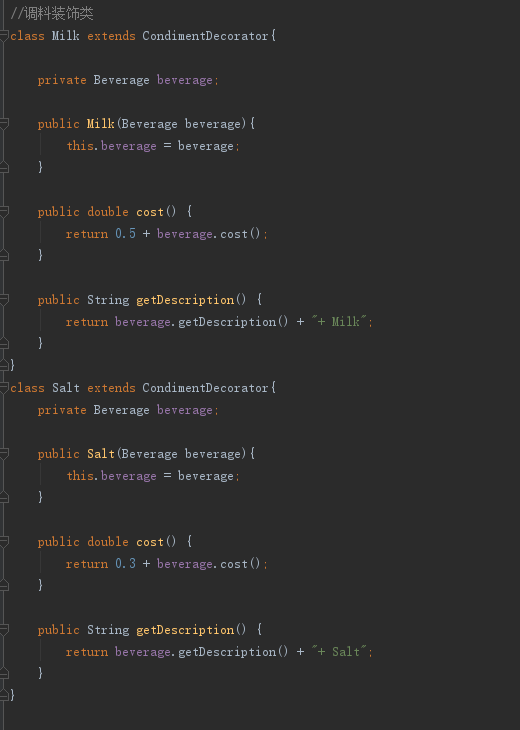 //调料装饰类
class Milk extends CondimentDecorator{
private Beverage beverage;
public Milk(Beverage beverage){
this.beverage = beverage;
}
public double cost() {
return 0.5 + beverage.cost();
}
public String getDescription() {
return beverage.getDescription() + "+ Milk";
}
}
class Salt extends CondimentDecorator{
private Beverage beverage;
public Salt(Beverage beverage){
this.beverage = beverage;
}
public double cost() {
return 0.3 + beverage.cost();
}
public String getDescription() {
return beverage.getDescription() + "+ Salt";
}
}